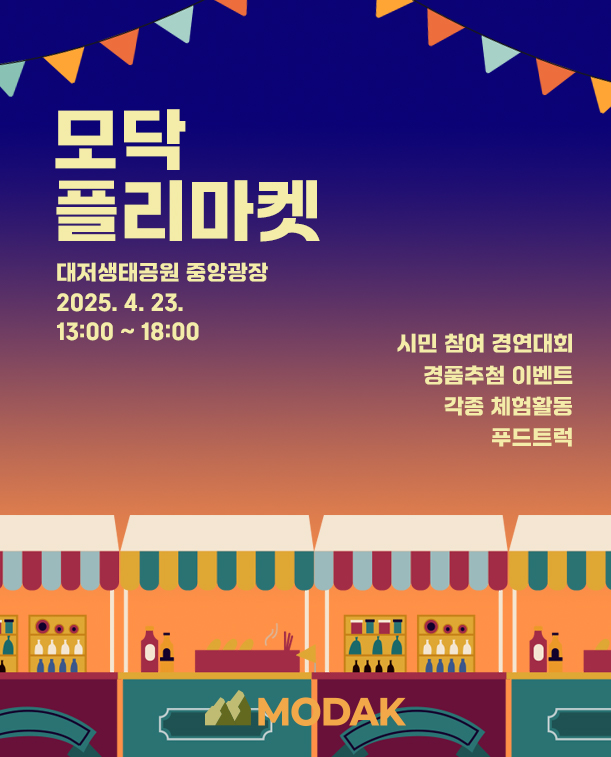 모닥
플리마켓
대저생태공원 중앙광장
2025. 4. 23.
13:00 ~ 18:00
시민 참여 경연대회
경품추첨 이벤트
각종 체험활동
푸드트럭
MODAK